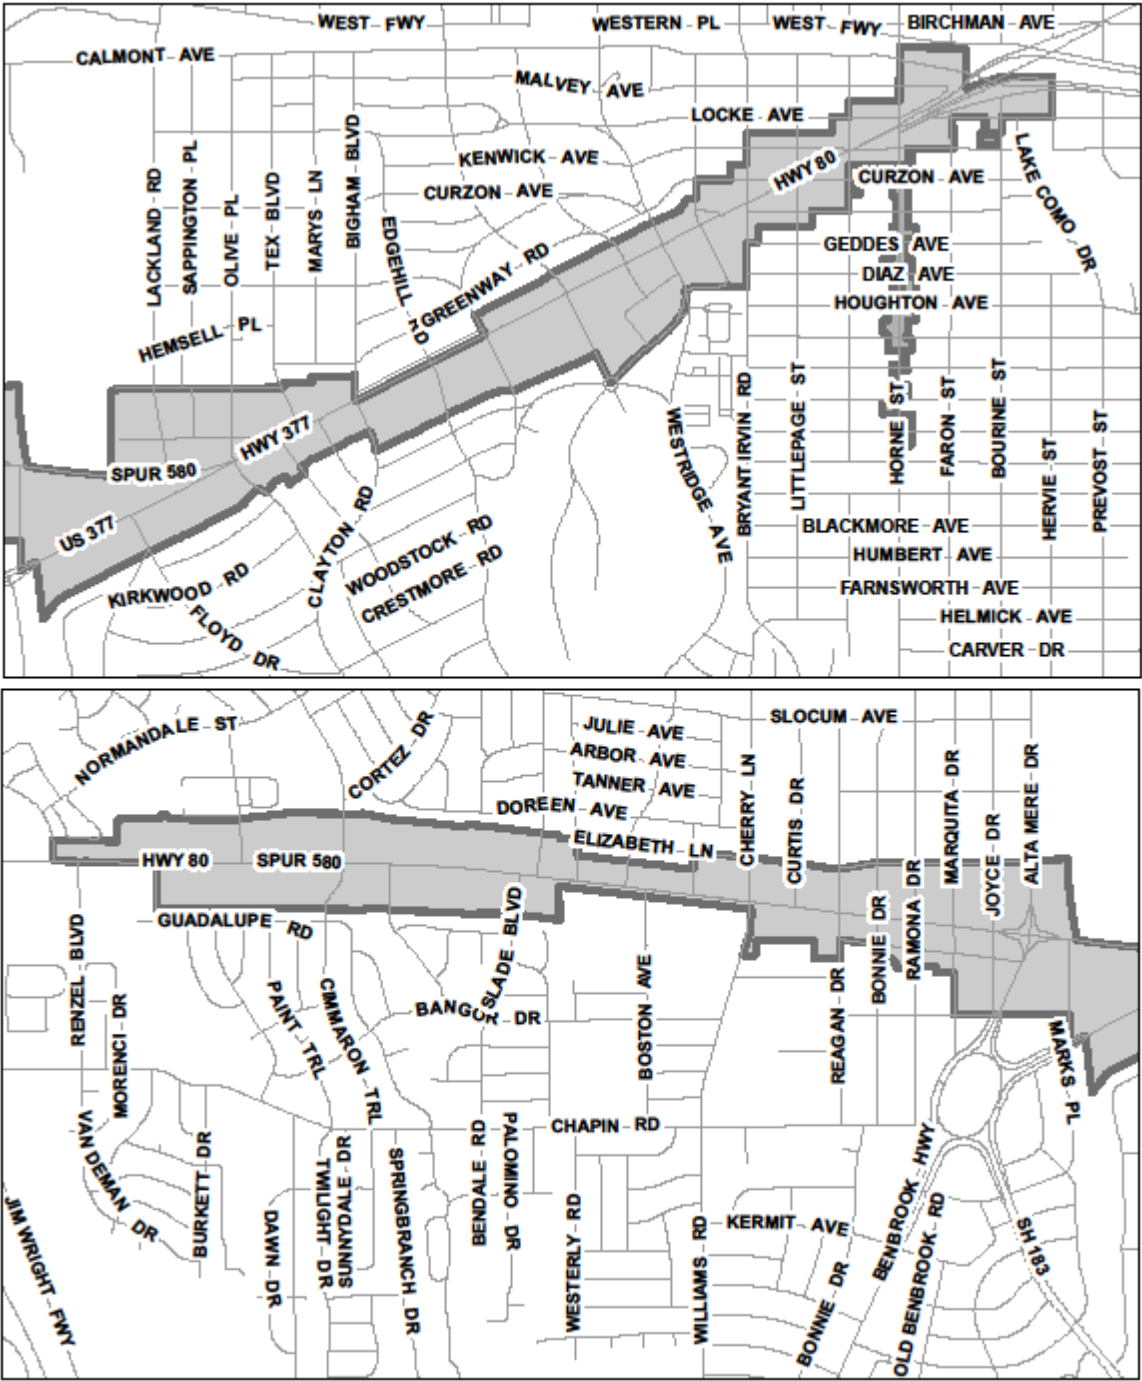 WEST FWY
WESTERN PL
WEST FWY
BIRCHMAN AVE
CALMONT AVE
MALVEY AVE
LOCKE AVE
KENWICK AVE
HWY 80
CURZON AVE
CURZON AVE
LAKE COMO DR
LACKLAND RD
SAPPINGTON PL
OLIVE PL
TEX BLVD
MARYS LN
BIGHAM BLVD
EDGEHILL RD
GREENWAY RD
GEDDES AVE
DIAZ AVE
HOUGHTON AVE
HEMSELL PL
HWY 377
SPUR 580
US 377
WESTRIDGE AVE
BRYANT IRVIN RD
LITTLEPAGE ST
HORNE ST
FARON ST
BOURINE ST
HERVIE ST
PREVOST ST
CLAYTON RD
WOODSTOCK RD
CRESTMORE RD
KIRKWOOD RD
FLOYD DR
BLACKMORE AVE
HUMBERT AVE
FARNSWORTH AVE
HELMICK AVE
CARVER DR
NORMANDALE ST
CORTEZ DR
JULIE AVE
SLOCUM AVE
ARBOR AVE
TANNER AVE
DOREEN AVE
ELIZABETH LN
CHERRY LN
CURTIS DR
MARQUITA DR
JOYCE DR
ALTA MERE DR
HWY 80
SPUR 580
GUADALUPE RD
SLADE BLVD
BONNIE DR
RAMONA DR
RENZEL BLVD
MORENCI DR
PAINT TRL
CIMMARON TRL
BANGOR DR
BOSTON AVE
REAGAN DR
MARKS PL
VAN DEMAN DR
BURKETT DR
CHAPIN RD
BENDALE RD
PALOMINO DR
DAWN DR
TWILIGHT DR
SUNNYDALE DR
SPRINGBRANCH DR
WESTERLY RD
WILLIAMS RD
KERMIT AVE
BONNIE DR
BENBROOK HWY
OLD BENBROOK RD
SH 183
JIM WRIGHT FWY